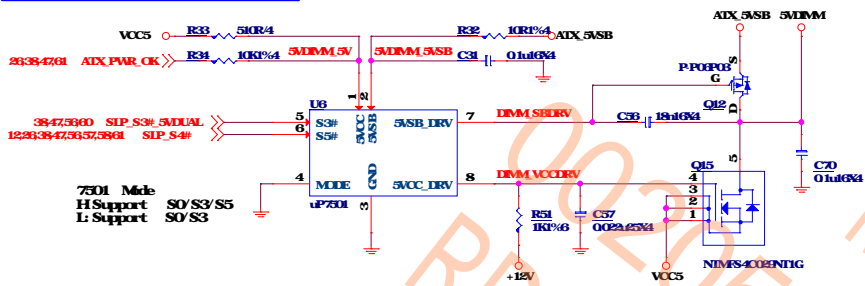 ATX_5VSB 5VDIMM
VCC5 R33 510R/4
R32 10R1%4 ATX_5VSB
26,38,47,61 ATX_PWR_OK R34 10K1%4
5VDIMM_5V 5VDIMM_5VSB C31 0.1u16X4
1 2
U6
38,47,56,60 SLP_S3#_5VDUAL 5 S3#
12,26,38,47,56,57,58,61 SLP_S4# 6 S5#
5VCC 5VSB
5VSB_DRV 7 DIMM_SBDRV
C56 18n16X4
P-P06P03
S
G
D
Q12
4 MODE GND 5VCC_DRV 8 DIMM_VCCDRV
uP7501 3
7501 Mode
H:Support S0/S3/S5
L: Support S0/S3
R51
1K1%6
+12V
C57
0.022u25X4
Q15
5
4
3
2
1
VCC5
NTMFS4C029NT1G
C70
0.1u16X4
0020